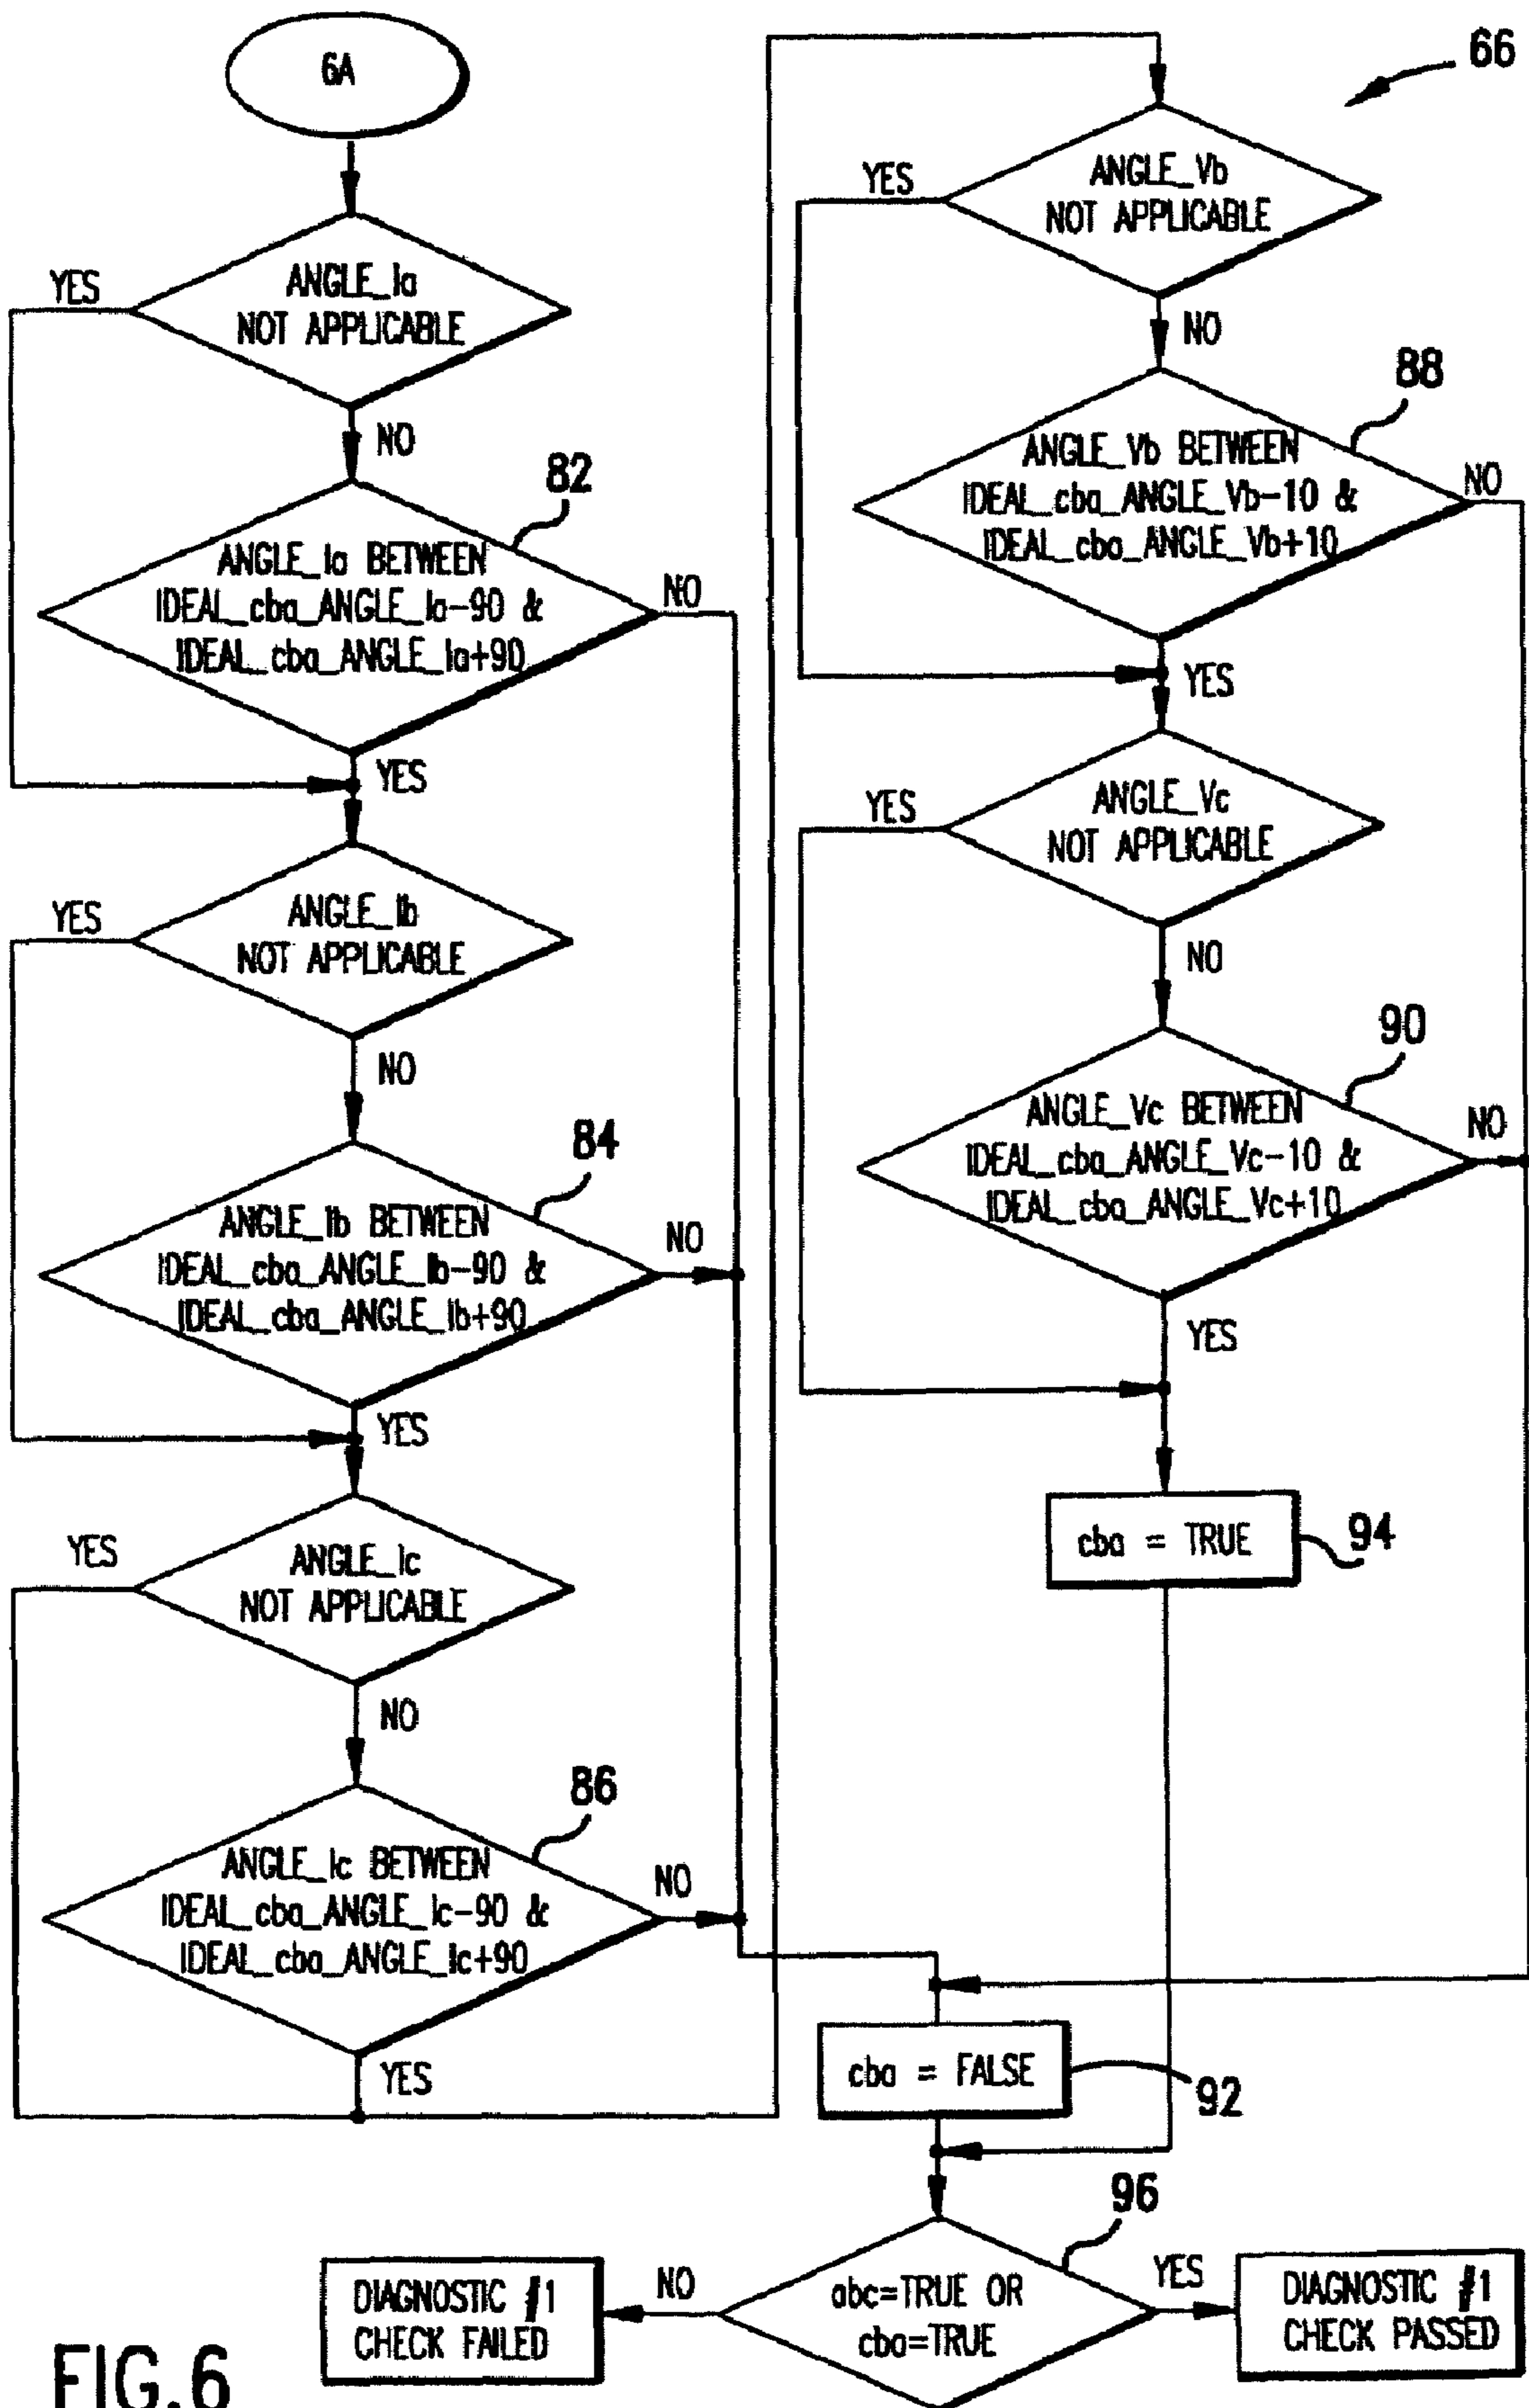 6A
ANGLE_Ia
NOT APPLICABLE
YES
NO
82
ANGLE_Ia BETWEEN
IDEAL_cba_ANGLE_Ia-90 &
IDEAL_cba_ANGLE_Ia+90
NO
YES
ANGLE_Ib
NOT APPLICABLE
YES
NO
84
ANGLE_Ib BETWEEN
IDEAL_cba_ANGLE_Ib-90 &
IDEAL_cba_ANGLE_Ib+90
NO
YES
ANGLE_Ic
NOT APPLICABLE
YES
NO
86
ANGLE_Ic BETWEEN
IDEAL_cba_ANGLE_Ic-90 &
IDEAL_cba_ANGLE_Ic+90
NO
YES
66
ANGLE_Vb
NOT APPLICABLE
YES
NO
88
ANGLE_Vb BETWEEN
IDEAL_cba_ANGLE_Vb-10 &
IDEAL_cba_ANGLE_Vb+10
NO
YES
ANGLE_Vc
NOT APPLICABLE
YES
NO
90
ANGLE_Vc BETWEEN
IDEAL_cba_ANGLE_Vc-10 &
IDEAL_cba_ANGLE_Vc+10
NO
YES
cba = TRUE
94
cba = FALSE
92
96
abc=TRUE OR
cba=TRUE
NO
YES
DIAGNOSTIC #1
CHECK FAILED
DIAGNOSTIC #1
CHECK PASSED
FIG.6